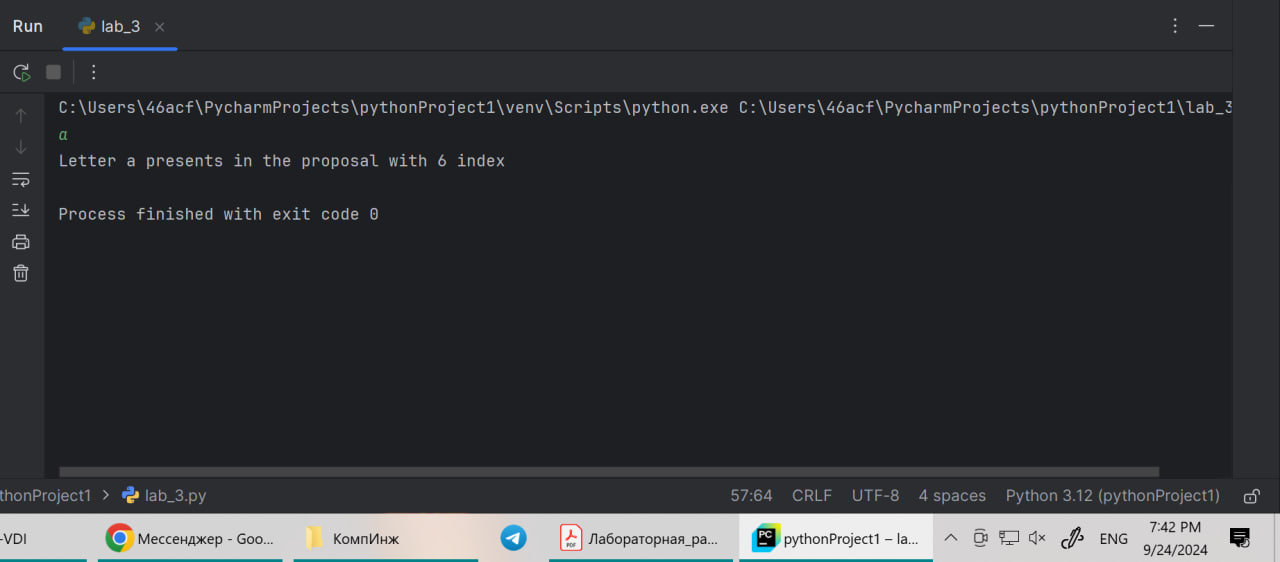 Run lab_3
C:\Users\46acf\PycharmProjects\pythonProject1\venv\Scripts\python.exe C:\Users\46acf\PycharmProjects\pythonProject1\lab_3
a
Letter a presents in the proposal with 6 index
Process finished with exit code 0
thonProject1 > lab_3.py 57:64 CRLF UTF-8 4 spaces Python 3.12 (pythonProject1)
-VDI Мессенджер - Goo... КомпИнж PDF Лабораторная_ра... PC pythonProject1 – la... ENG 7:42 PM
9/24/2024